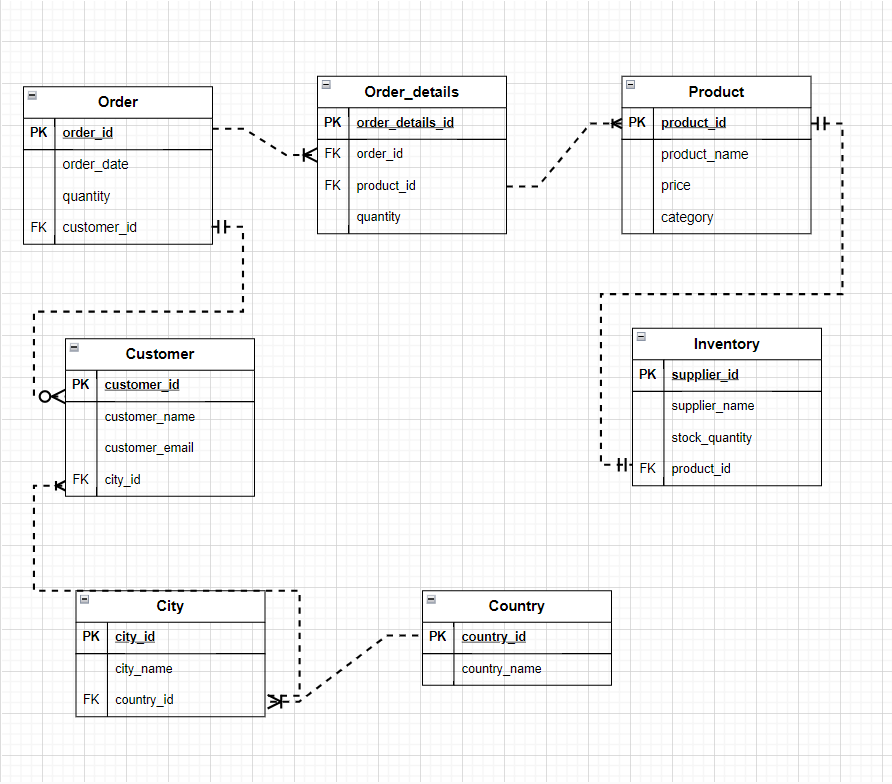 Order
PK order_id
order_date
quantity
FK customer_id
Order_details
PK order_details_id
FK order_id
FK product_id
quantity
Product
PK product_id
product_name
price
category
Customer
PK customer_id
customer_name
customer_email
FK city_id
Inventory
PK supplier_id
supplier_name
stock_quantity
FK product_id
City
PK city_id
city_name
FK country_id
Country
PK country_id
country_name